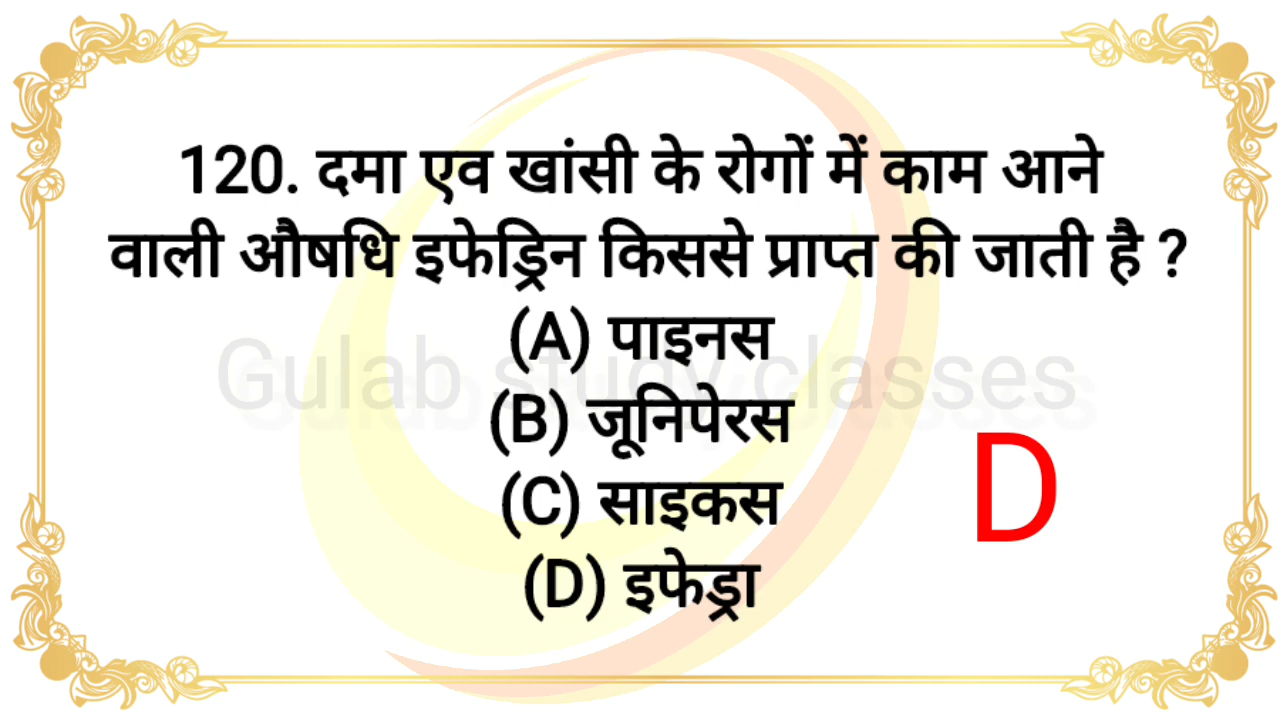 120. दमा एव खांसी के रोगों में काम आने
वाली औषधि इफेड्रिन किससे प्राप्त की जाती है ?
(A) पाइनस
Gulab study classes
(B) जूनिपेरस
(C) साइकस
D
(D) इफेड्रा